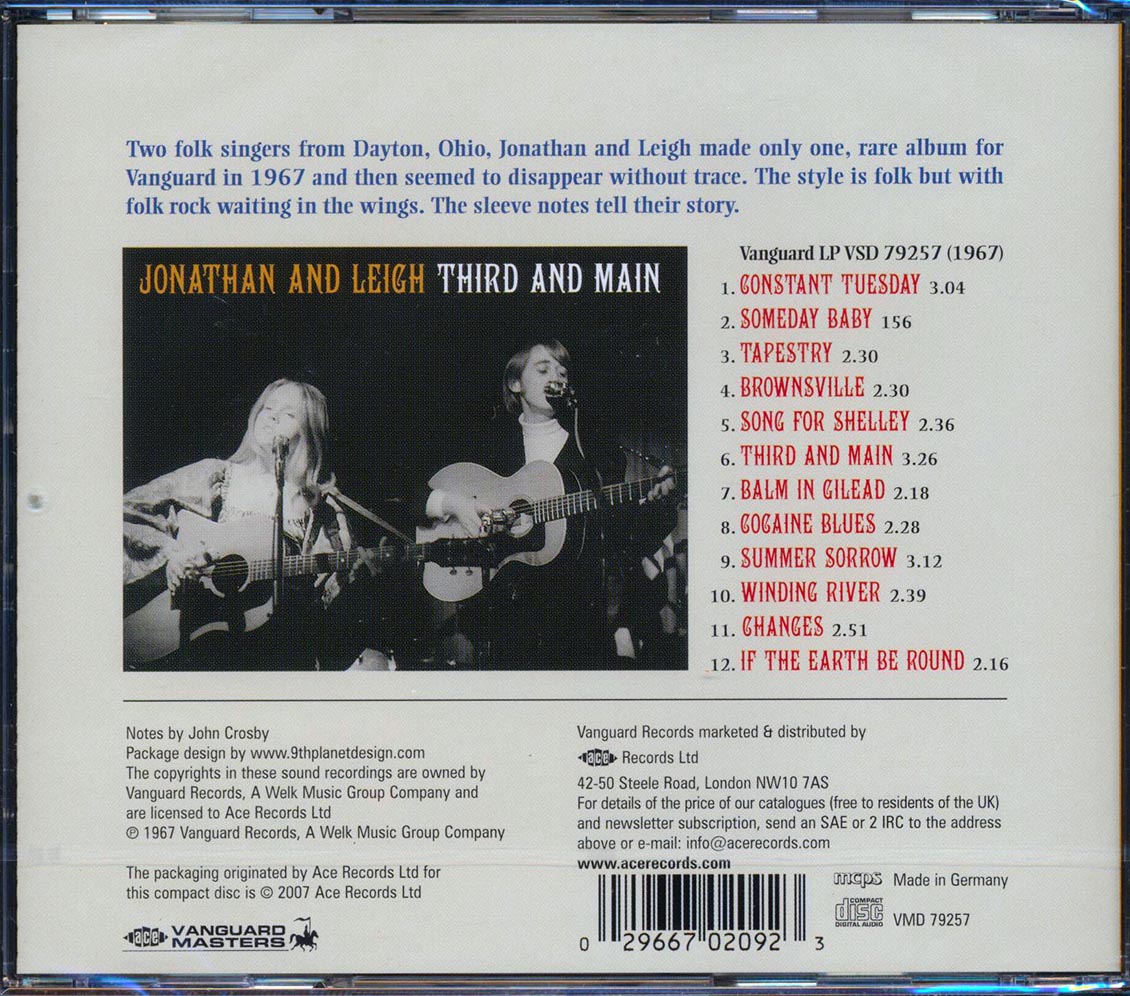 Two folk singers from Dayton, Ohio, Jonathan and Leigh made only one, rare album for
Vanguard in 1967 and then seemed to disappear without trace. The style is folk but with
folk rock waiting in the wings. The sleeve notes tell their story.
JONATHAN AND LEIGH THIRD AND MAIN
Vanguard LP VSD 79257 (1967)
1. CONSTANT TUESDAY 3.04
2. SOMEDAY BABY 156
3. TAPESTRY 2.30
4. BROWNSVILLE 2.30
5. SONG FOR SHELLEY 2.36
6. THIRD AND MAIN 3.26
7. BALM IN GILEAD 2.18
8. COCAINE BLUES 2.28
9. SUMMER SORROW 3.12
10. WINDING RIVER 2.39
11. CHANGES 2.51
12. IF THE EARTH BE ROUND 2.16
Notes by John Crosby
Package design by www.9thplanetdesign.com
The copyrights in these sound recordings are owned by
Vanguard Records, A Welk Music Group Company and
are licensed to Ace Records Ltd
℗ 1967 Vanguard Records, A Welk Music Group Company
The packaging originated by Ace Records Ltd for
this compact disc is © 2007 Ace Records Ltd
ace VANGUARD
MASTERS
Vanguard Records marketed & distributed by
ace Records Ltd
42-50 Steele Road, London NW10 7AS
For details of the price of our catalogues (free to residents of the UK)
and newsletter subscription, send an SAE or 2 IRC to the address
above or e-mail: info@acerecords.com
www.acerecords.com
0 29667 02092 3
mcps Made in Germany
COMPACT
disc
DIGITAL AUDIO
VMD 79257